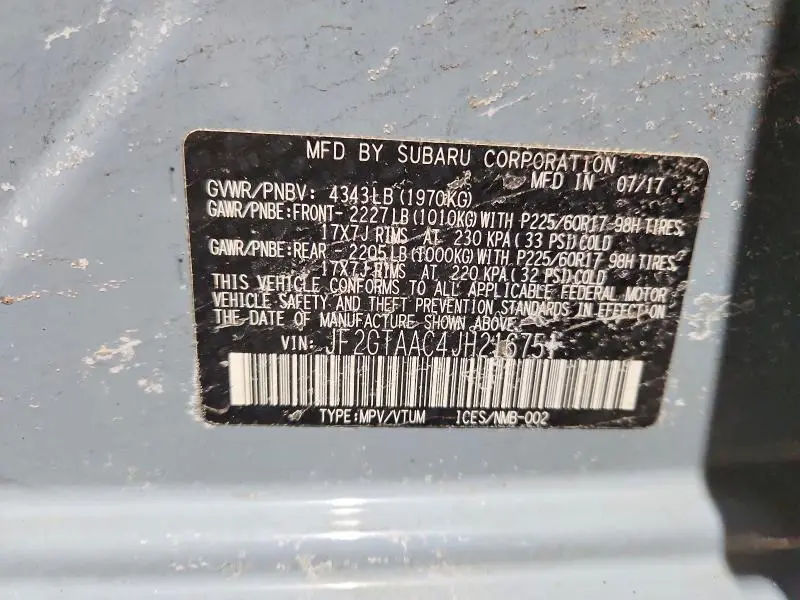 MFD BY SUBARU CORPORATION
MFD IN 07/17
GVWR/PNBV: 4343LB(1970KG)
GAWR/PNBE:FRONT-2227LB(1010KG)WITH P225/60R17 98H TIRES
17X7J RIMS AT 230 KPA(33 PSI)COLD
GAWR/PNBE:REAR 2205LB(1000KG)WITH P225/60R17 98H TIRES
17X7J RIMS AT 220 KPA(32 PSI)COLD
THIS VEHICLE CONFORMS TO ALL APPLICABLE FEDERAL MOTOR
VEHICLE SAFETY AND THEFT PREVENTION STANDARDS IN EFFECT ON
THE DATE OF MANUFACTURE SHOWN ABOVE.
VIN:
TYPE:MPV/VTUM ICES/NMB-002